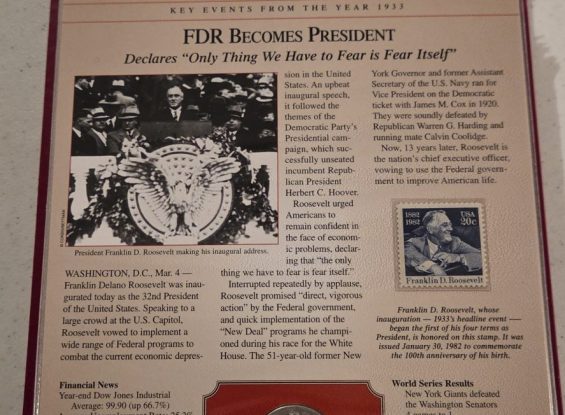 KEY EVENTS FROM THE YEAR 1933
FDR BECOMES PRESIDENT
Declares “Only Thing We Have to Fear is Fear Itself”
President Franklin D. Roosevelt making his inaugural address.
WASHINGTON, D.C., Mar. 4 —
Franklin Delano Roosevelt was inau-
gurated today as the 32nd President
of the United States. Speaking to a
large crowd at the U.S. Capitol,
Roosevelt vowed to implement a
wide range of Federal programs to
combat the current economic depres-
sion in the United
States. An upbeat
inaugural speech,
it followed the
themes of the
Democratic Party’s
Presidential cam-
paign, which suc-
cessfully unseated
incumbent Repub-
lican President
Herbert C. Hoover.
Roosevelt urged
Americans to
remain confident in
the face of econom-
ic problems, declar-
ing that “the only
thing we have to fear is fear itself.”
Interrupted repeatedly by applause,
Roosevelt promised “direct, vigorous
action” by the Federal government,
and quick implementation of the
“New Deal” programs he champi-
oned during his race for the White
House. The 51-year-old former New
York Governor and former Assistant
Secretary of the U.S. Navy ran for
Vice President on the Democratic
ticket with James M. Cox in 1920.
They were soundly defeated by
Republican Warren G. Harding and
running mate Calvin Coolidge.
Now, 13 years later, Roosevelt is
the nation’s chief executive officer,
vowing to use the Federal govern-
ment to improve American life.
1882
1982
USA
20c
Franklin D. Roosevelt
Franklin D. Roosevelt, whose
inauguration — 1933’s headline event —
began the first of his four terms as
President, is honored on this stamp. It was
issued January 30, 1982 to commemorate
the 100th anniversary of his birth.
Financial News
Year-end Dow Jones Industrial
Average: 99.90 (up 66.7%)
World Series Results
New York Giants defeated
the Washington Senators
4 games to 1